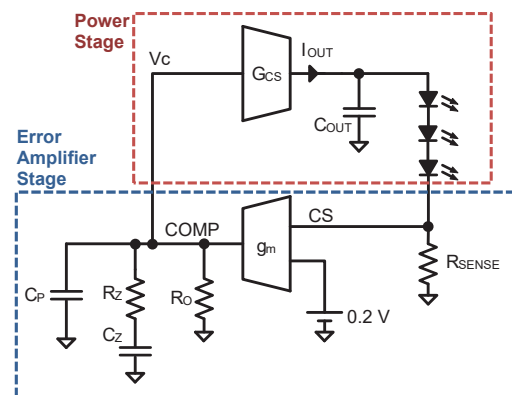 Power
Stage
Vc
GCS
IOUT
COUT
Error
Amplifier
Stage
COMP
gm
CS
CP
RZ
RO
RSENSE
CZ
0.2 V